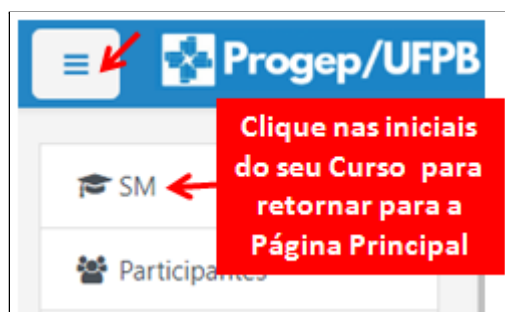 Progep/UFPB
Clique nas iniciais
do seu Curso para
retornar para a
Página Principal
SM
Participantes